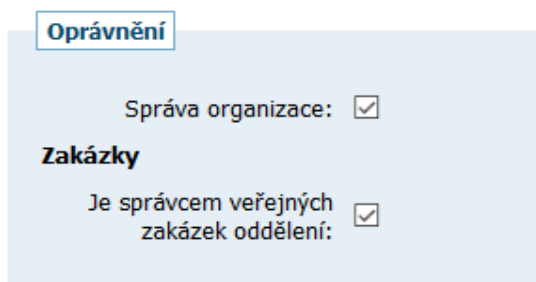 Oprávnění
Správa organizace:
Zakázky
Je správcem veřejných
zakázek oddělení: